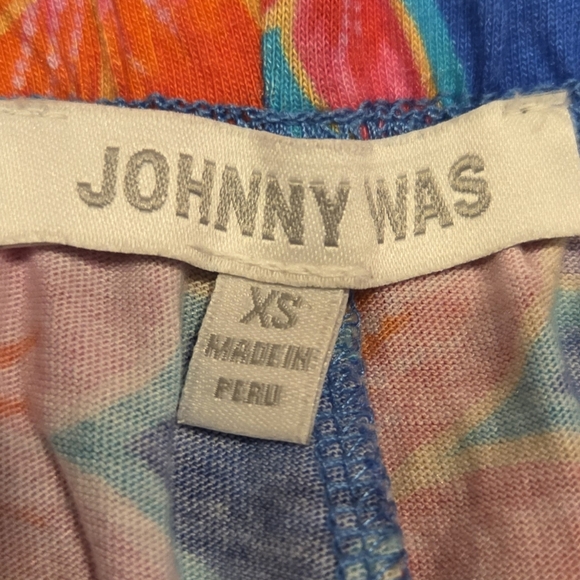 JOHNNY WAS
XS
MADE IN
PERU